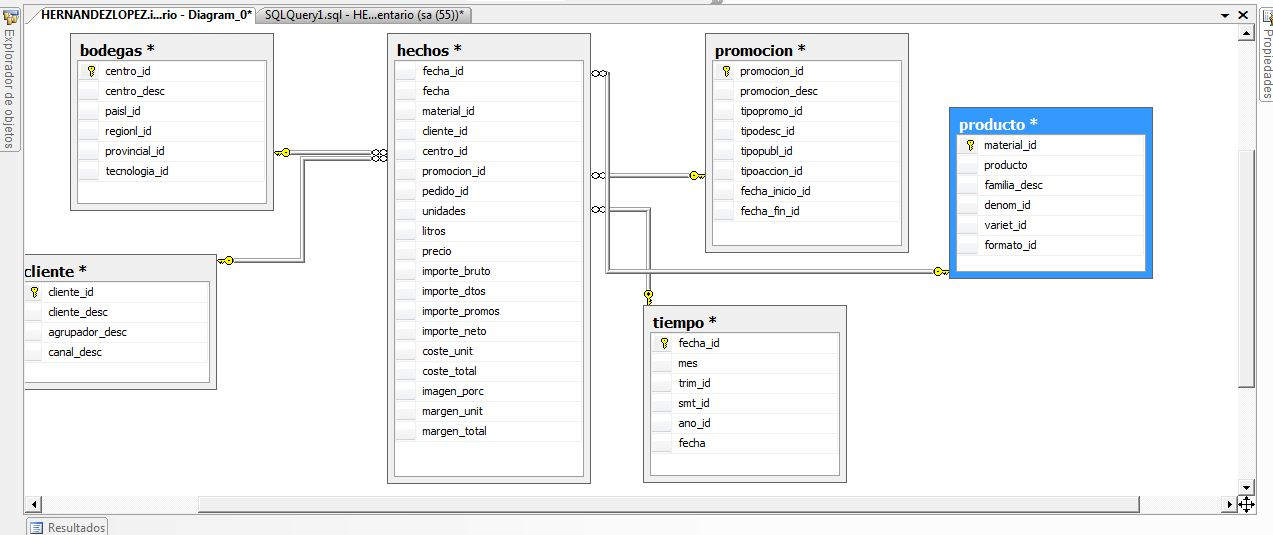 HERNANDEZLOPEZ.i...rio - Diagram_0*
SQLQuery1.sql - HE...entario (sa (55))*
Explorador de objetos
Propiedades
bodegas *
centro_id
centro_desc
paisl_id
regionl_id
provincial_id
tecnologia_id
cliente *
cliente_id
cliente_desc
agrupador_desc
canal_desc
hechos *
fecha_id
fecha
material_id
cliente_id
centro_id
promocion_id
pedido_id
unidades
litros
precio
importe_bruto
importe_dtos
importe_promos
importe_neto
coste_unit
coste_total
imagen_porc
margen_unit
margen_total
promocion *
promocion_id
promocion_desc
tipopromo_id
tipodesc_id
tipopubl_id
tipoaccion_id
fecha_inicio_id
fecha_fin_id
tiempo *
fecha_id
mes
trim_id
smt_id
ano_id
fecha
producto *
material_id
producto
familia_desc
denom_id
variet_id
formato_id
Resultados